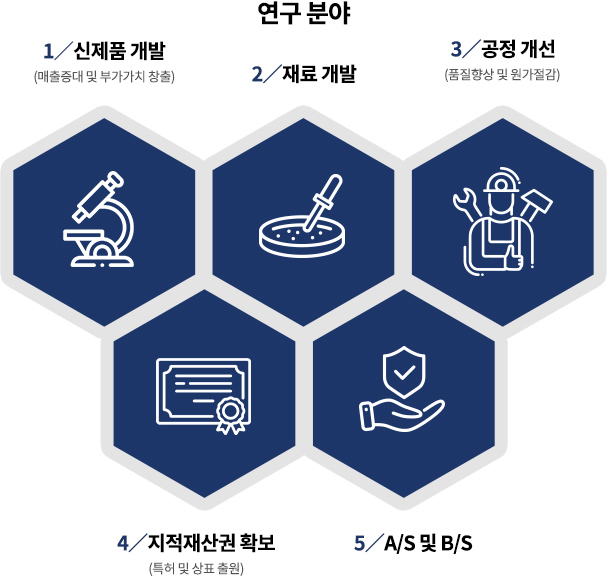 연구 분야
1/신제품 개발
(매출증대 및 부가가치 창출)
2/재료 개발
3/공정 개선
(품질향상 및 원가절감)
4/지적재산권 확보
(특허 및 상표 출원)
5/A/S 및 B/S